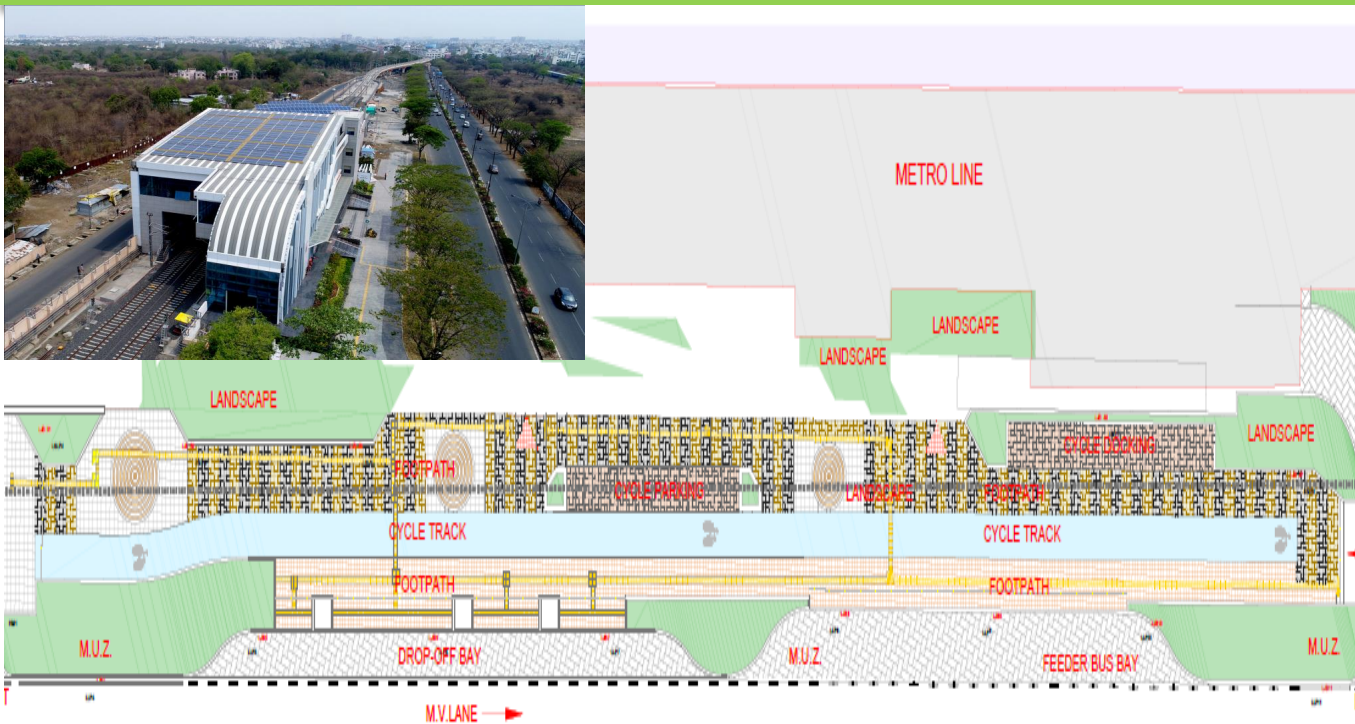 METRO LINE
LANDSCAPE
LANDSCAPE
LANDSCAPE
CYCLE DOCKING
LANDSCAPE
FOOTPATH
CYCLE PARKING
LANDSCAPE
FOOTPATH
CYCLE TRACK
CYCLE TRACK
FOOTPATH
FOOTPATH
M.U.Z.
DROP-OFF BAY
M.U.Z.
FEEDER BUS BAY
M.U.Z.
T
M.V.LANE